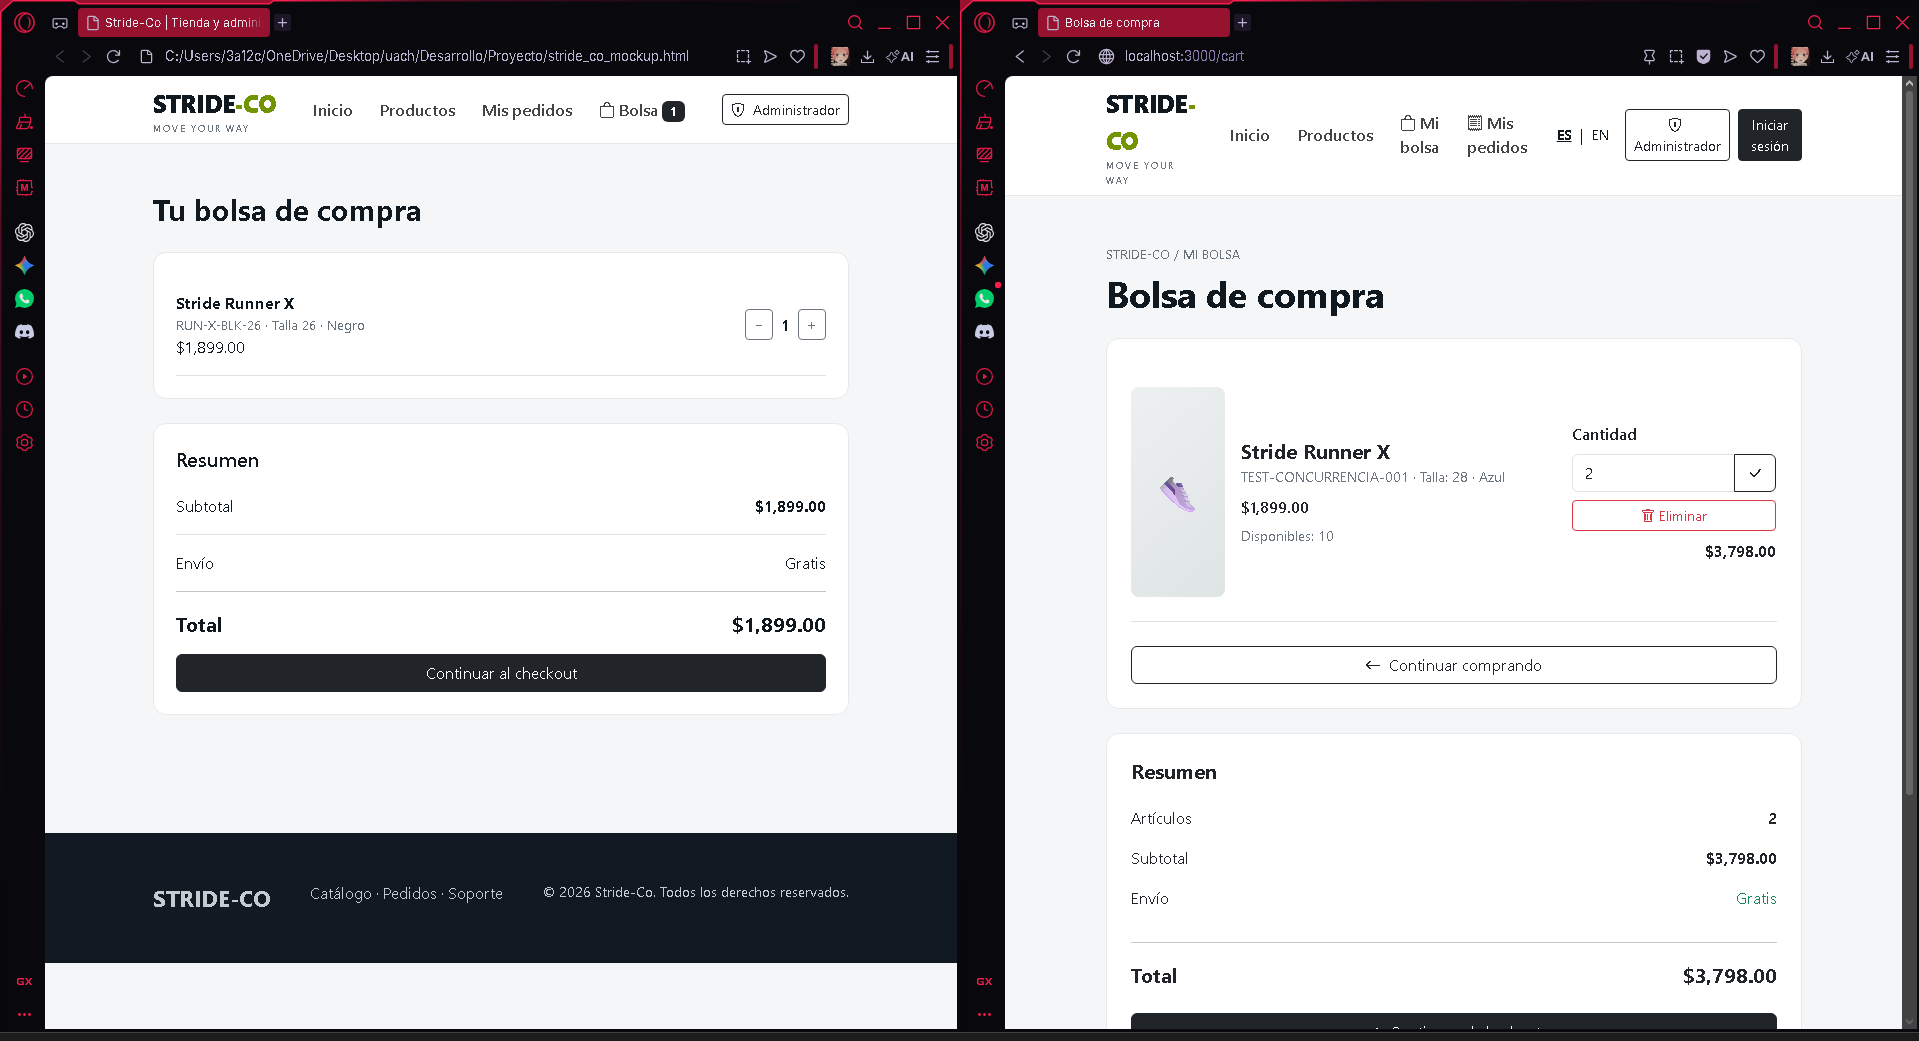 Stride-Co | Tienda y admini
C:/Users/3a12c/OneDrive/Desktop/uach/Desarrollo/Proyecto/stride_co_mockup.html
AI
STRIDE-CO
MOVE YOUR WAY
Inicio
Productos
Mis pedidos
Bolsa 1
Administrador
Tu bolsa de compra
Stride Runner X
RUN-X-BLK-26 · Talla 26 · Negro
$1,899.00
- 1 +
Resumen
Subtotal $1,899.00
Envío Gratis
Total $1,899.00
Continuar al checkout
STRIDE-CO
Catálogo · Pedidos · Soporte
© 2026 Stride-Co. Todos los derechos reservados.
GX
Bolsa de compra
localhost:3000/cart
AI
STRIDE-
CO
MOVE YOUR
WAY
Inicio
Productos
Mi
bolsa
Mis
pedidos
ES | EN
Administrador
Iniciar
sesión
STRIDE-CO / MI BOLSA
Bolsa de compra
Stride Runner X
TEST-CONCURRENCIA-001 · Talla: 28 · Azul
$1,899.00
Disponibles: 10
Cantidad
2
Eliminar
$3,798.00
← Continuar comprando
Resumen
Artículos 2
Subtotal $3,798.00
Envío Gratis
Total $3,798.00
GX